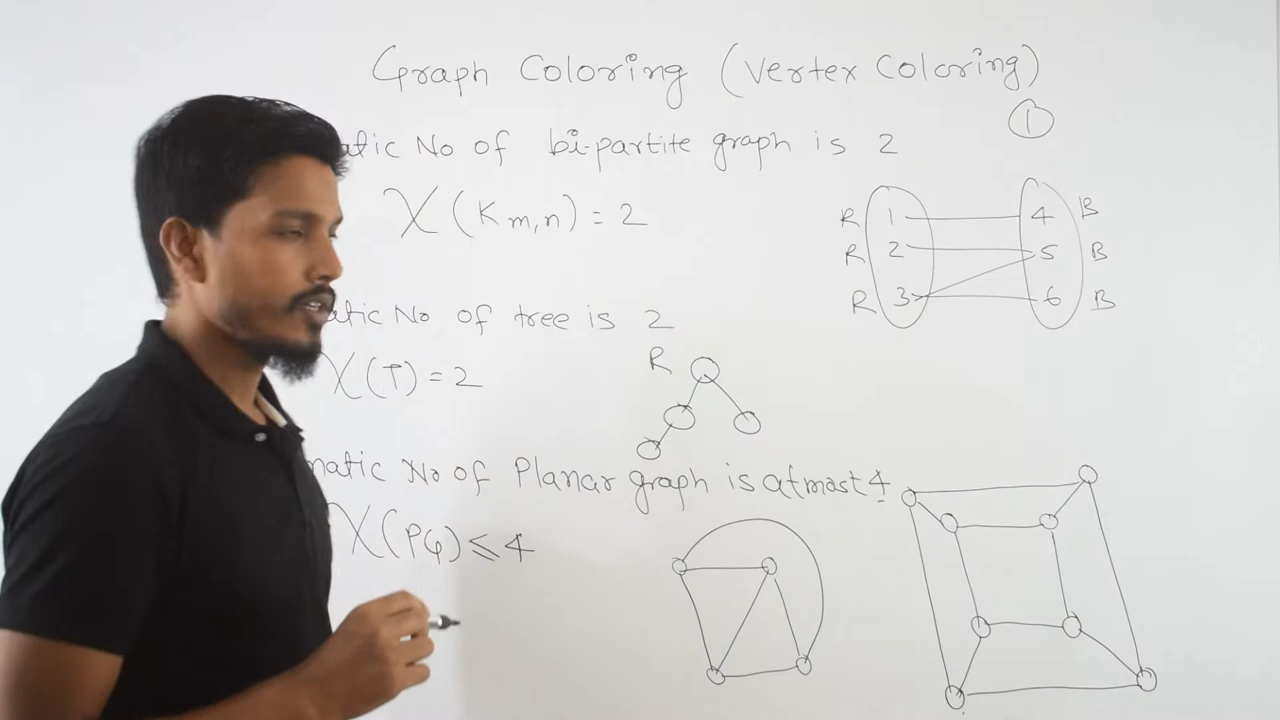 Graph Coloring (Vertex Coloring)
1
atic No of bi-partite graph is 2
χ(Km,n) = 2
R 1 4 B
R 2 5 B
R 3 6 B
atic No of tree is 2
χ(T) = 2
R
matic No of Planar graph is atmost 4
χ(PG) ≤ 4